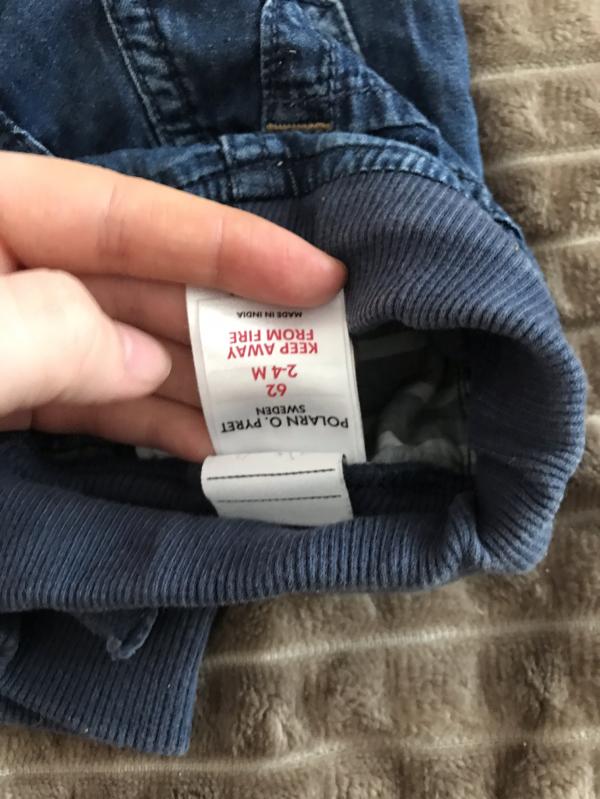 POLARN O. PYRET
SWEDEN
62
2-4 M
KEEP AWAY
FROM FIRE
MADE IN INDIA